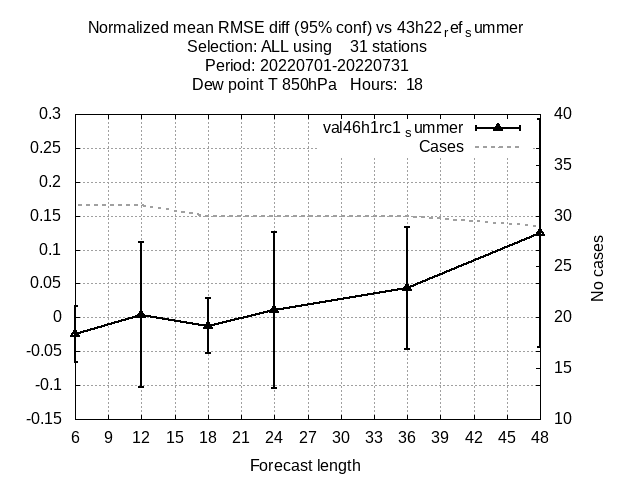 Normalized mean RMSE diff (95% conf) vs 43h22refsummer
Selection: ALL using    31 stations
Period: 20220701-20220731
Dew point T 850hPa   Hours:  18
val46h1rc1summer
Cases
0.3
0.25
0.2
0.15
0.1
0.05
0
-0.05
-0.1
-0.15
40
35
30
25
20
15
10
No cases
6 9 12 15 18 21 24 27 30 33 36 39 42 45 48
Forecast length